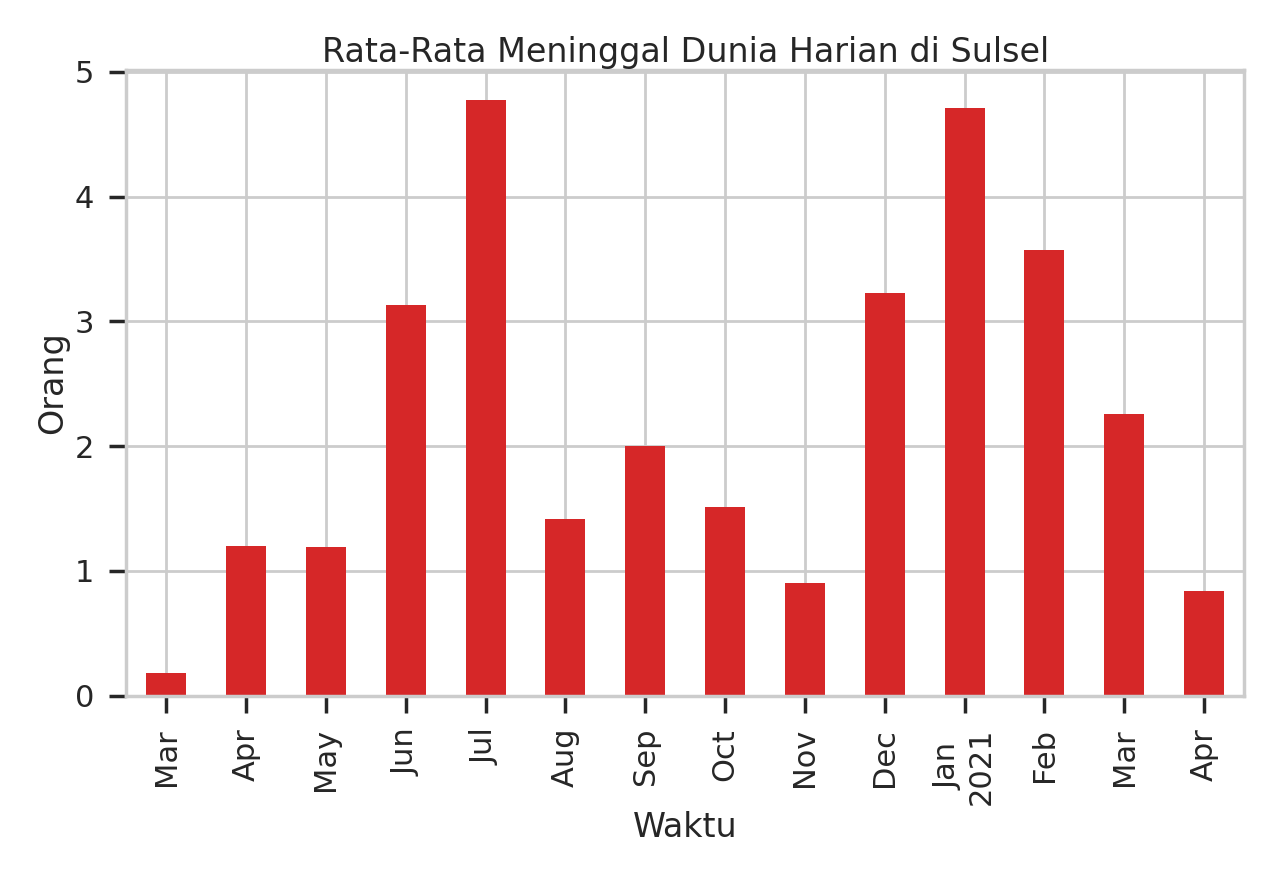 Rata-Rata Meninggal Dunia Harian di Sulsel
5
4
3
2
1
0
Orang
Mar
Apr
May
Jun
Jul
Aug
Sep
Oct
Nov
Dec
Jan
2021
Feb
Mar
Apr
Waktu